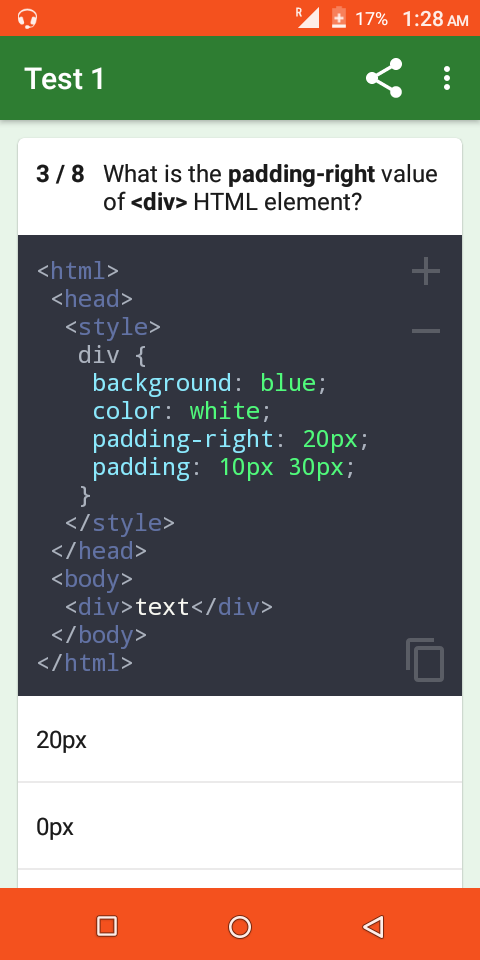 R 17% 1:28 AM
Test 1
3 / 8 What is the padding-right value
of <div> HTML element?
<html>
<head>
<style>
div {
background: blue;
color: white;
padding-right: 20px;
padding: 10px 30px;
}
</style>
</head>
<body>
<div>text</div>
</body>
</html>
20px
0px